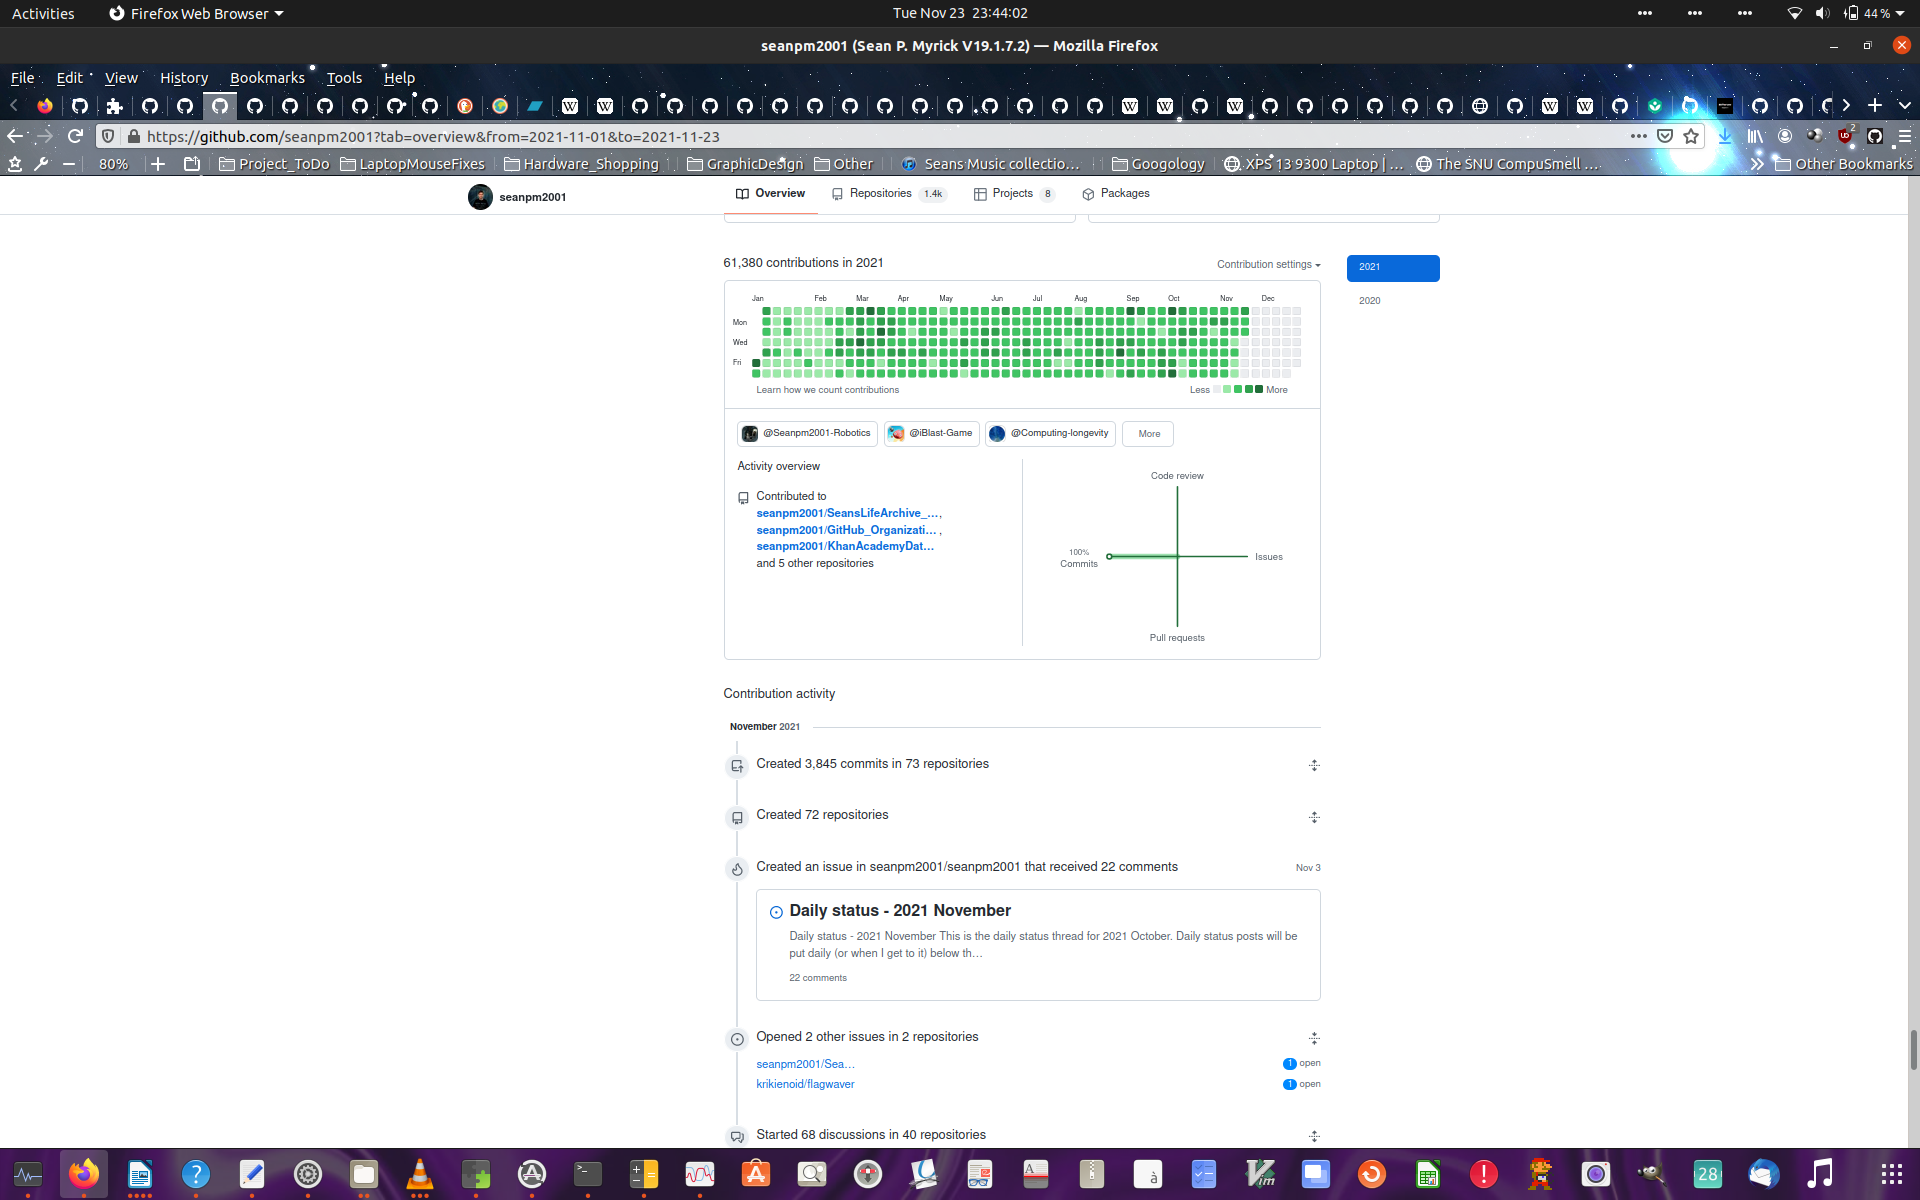 Activities
Firefox Web Browser
Tue Nov 23 23:44:02
44 %
seanpm2001 (Sean P. Myrick V19.1.7.2) — Mozilla Firefox
File Edit View History Bookmarks Tools Help
https://github.com/seanpm2001?tab=overview&from=2021-11-01&to=2021-11-23
2
80%
Project_ToDo
LaptopMouseFixes
Hardware_Shopping
GraphicDesign
Other
Seans Music collectio…
Googology
XPS 13 9300 Laptop | …
The SNU CompuSmell …
Other Bookmarks
seanpm2001
Overview
Repositories 1.4k
Projects 8
Packages
61,380 contributions in 2021
Contribution settings
2021
2020
Jan Feb Mar Apr May Jun Jul Aug Sep Oct Nov Dec
Mon
Wed
Fri
Learn how we count contributions
Less More
@Seanpm2001-Robotics
@iBlast-Game
@Computing-longevity
More
Activity overview
Contributed to
seanpm2001/SeansLifeArchive_…,
seanpm2001/GitHub_Organizati…,
seanpm2001/KhanAcademyDat…
and 5 other repositories
Code review
100%
Commits
Issues
Pull requests
Contribution activity
November 2021
Created 3,845 commits in 73 repositories
Created 72 repositories
Created an issue in seanpm2001/seanpm2001 that received 22 comments
Nov 3
Daily status - 2021 November
Daily status - 2021 November This is the daily status thread for 2021 October. Daily status posts will be
put daily (or when I get to it) below th…
22 comments
Opened 2 other issues in 2 repositories
seanpm2001/Sea…
1 open
krikienoid/flagwaver
1 open
Started 68 discussions in 40 repositories
28